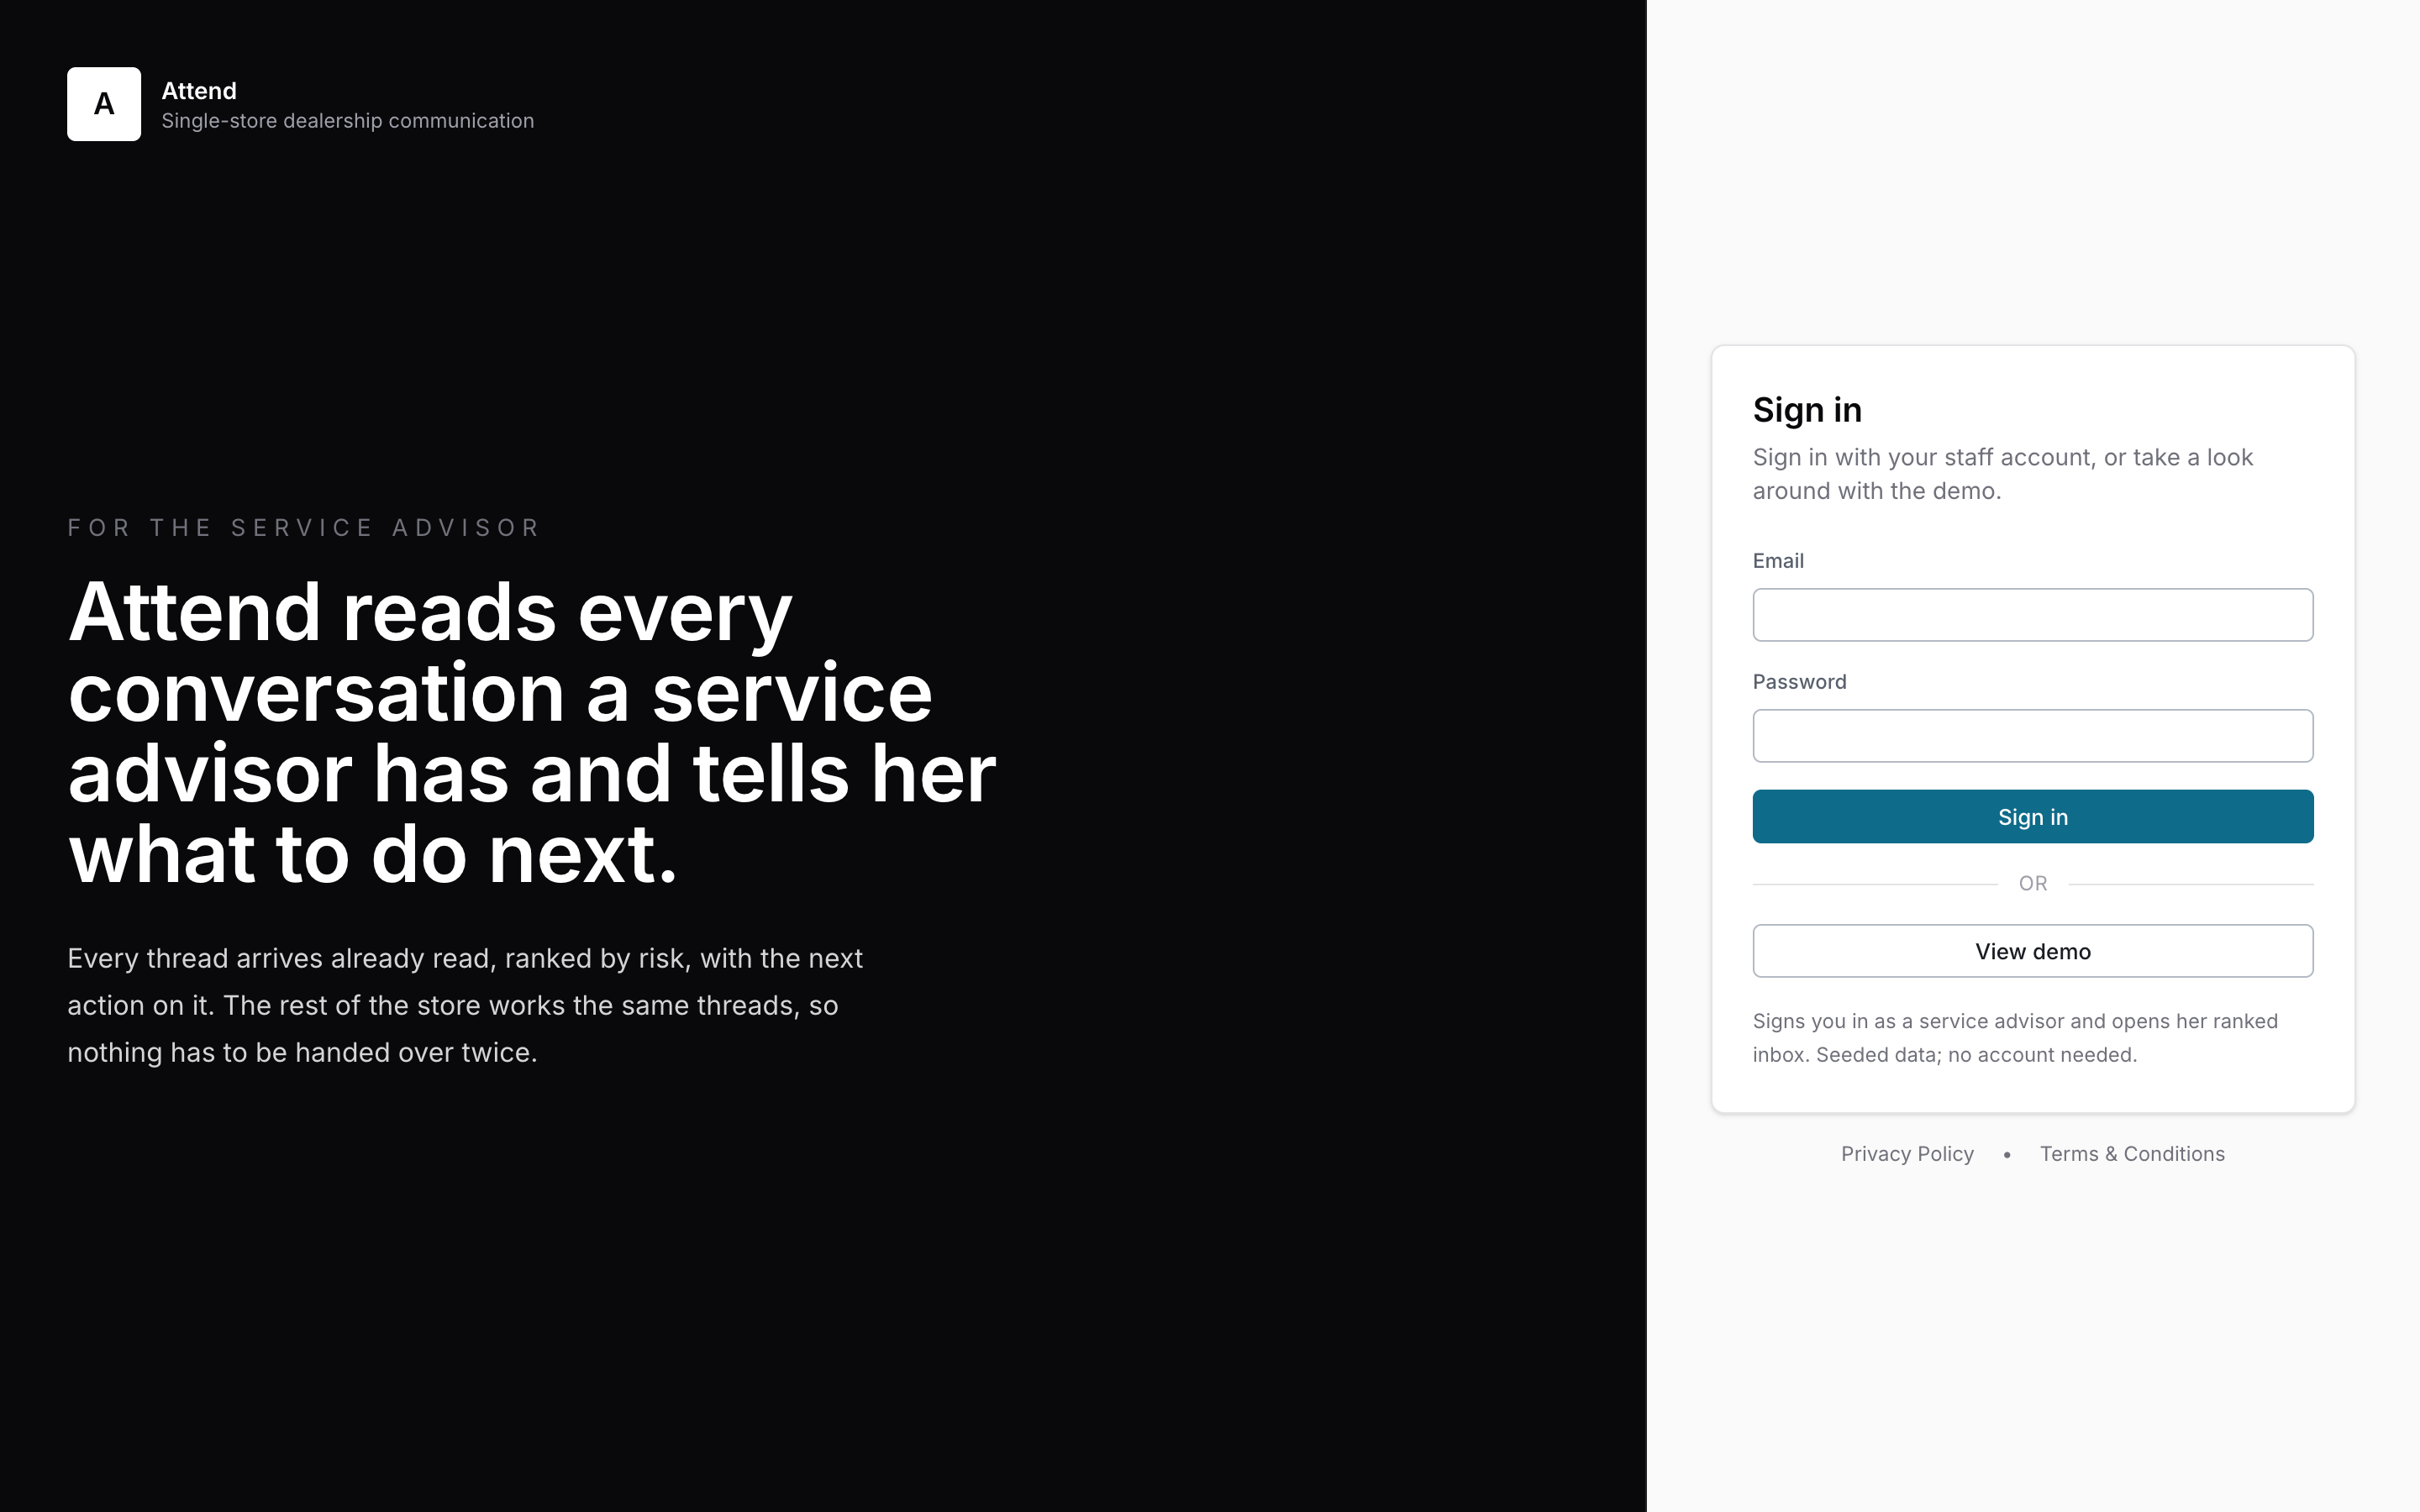 A
Attend
Single-store dealership communication
FOR THE SERVICE ADVISOR
Attend reads every
conversation a service
advisor has and tells her
what to do next.
Every thread arrives already read, ranked by risk, with the next
action on it. The rest of the store works the same threads, so
nothing has to be handed over twice.
Sign in
Sign in with your staff account, or take a look
around with the demo.
Email
Password
Sign in
OR
View demo
Signs you in as a service advisor and opens her ranked
inbox. Seeded data; no account needed.
Privacy Policy • Terms & Conditions